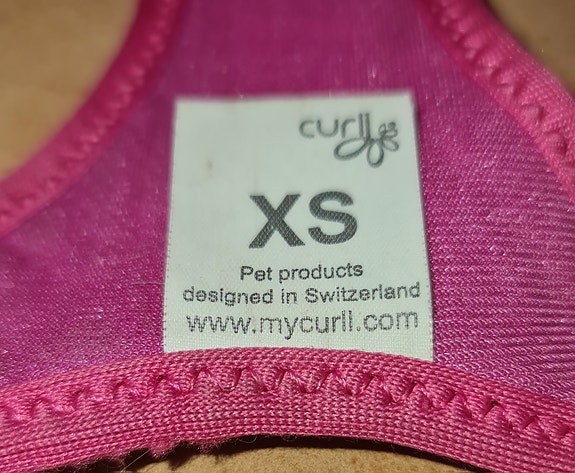 curli
XS
Pet products
designed in Switzerland
www.mycurli.com